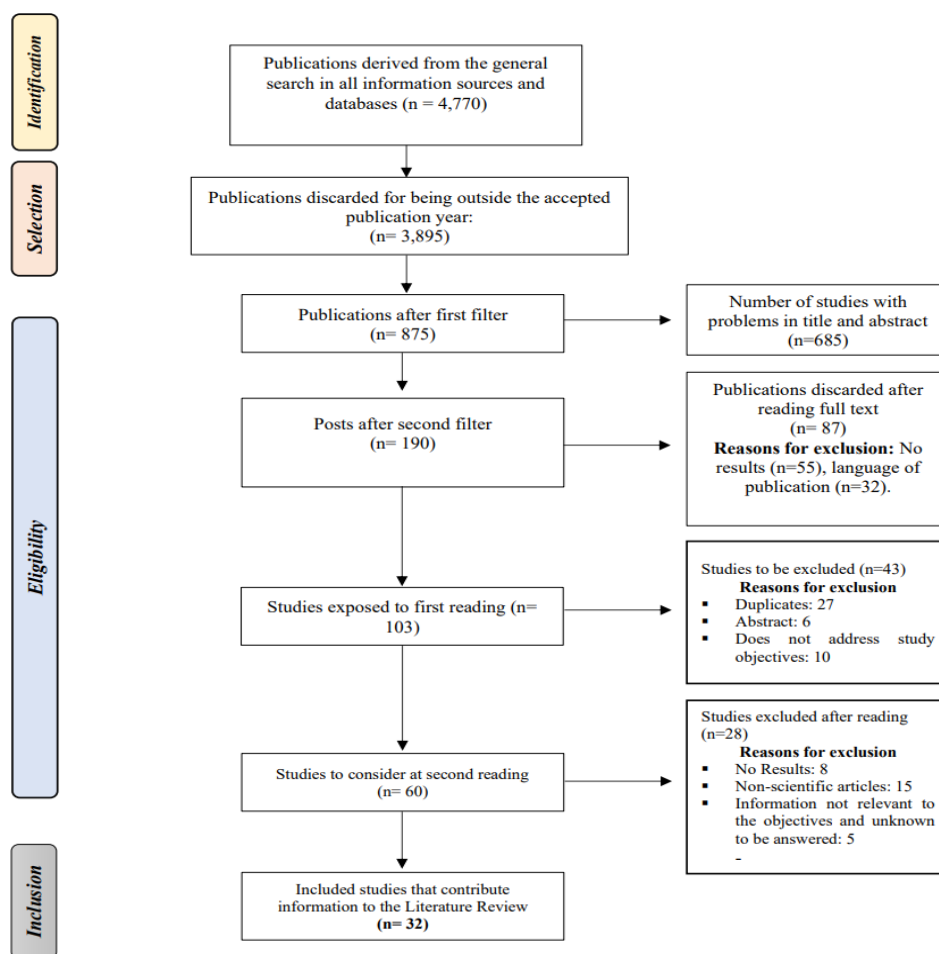 Identification
Publications derived from the general
search in all information sources and
databases (n = 4,770)
Selection
Publications discarded for being outside the accepted
publication year:
(n= 3,895)
Eligibility
Publications after first filter
(n= 875)
Number of studies with
problems in title and abstract
(n=685)
Posts after second filter
(n= 190)
Publications discarded after
reading full text
(n= 87)
Reasons for exclusion: No
results (n=55), language of
publication (n=32).
Studies exposed to first reading (n=
103)
Studies to be excluded (n=43)
Reasons for exclusion
▪ Duplicates: 27
▪ Abstract: 6
▪ Does not address study
objectives: 10
Studies to consider at second reading
(n= 60)
Studies excluded after reading
(n=28)
Reasons for exclusion
▪ No Results: 8
▪ Non-scientific articles: 15
▪ Information not relevant to
the objectives and unknown
to be answered: 5
-
Inclusion
Included studies that contribute
information to the Literature Review
(n= 32)